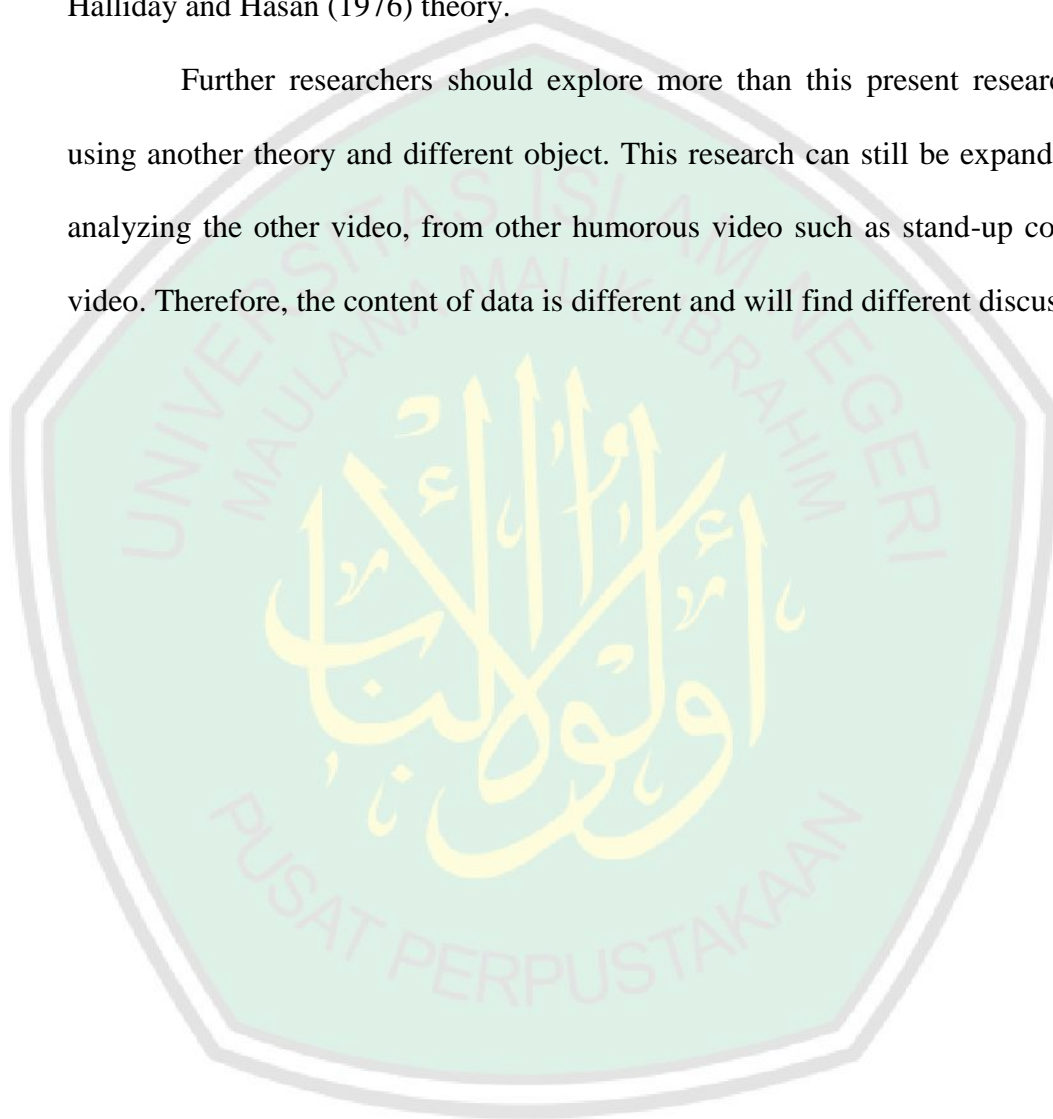 Halliday and Hasan (1976) theory.
Further researchers should explore more than this present resear
using another theory and different object. This research can still be expand
analyzing the other video, from other humorous video such as stand-up co
video. Therefore, the content of data is different and will find different discus
UNIVERSITAS ISLAM NEGERI
MAULANA MALIK IBRAHIM
أولوا الألباب
PUSAT PERPUSTAKAAN